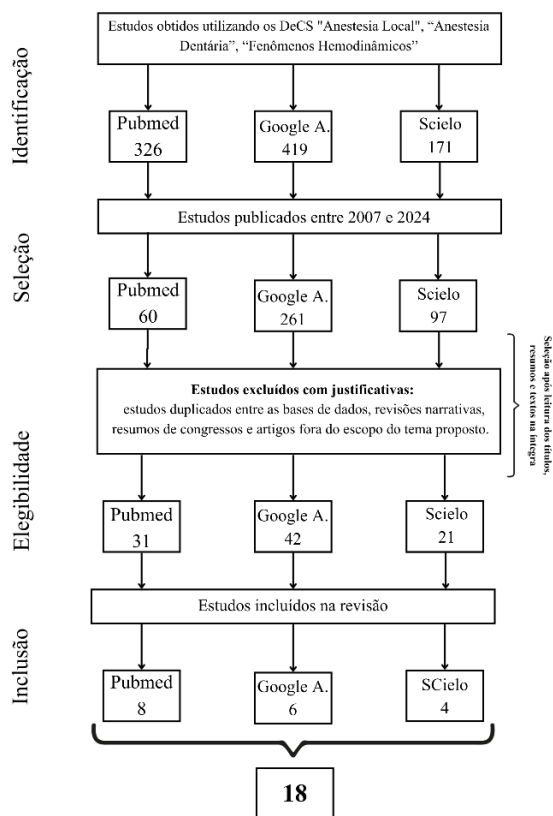 Identificação
Estudos obtidos utilizando os DeCS "Anestesia Local", “Anestesia
Dentária”, “Fenômenos Hemodinâmicos”
Pubmed
326
Google A.
419
Scielo
171
Seleção
Estudos publicados entre 2007 e 2024
Pubmed
60
Google A.
261
Scielo
97
Seleção após leitura dos títulos,
resumos e textos na íntegra
Elegibilidade
Estudos excluídos com justificativas:
estudos duplicados entre as bases de dados, revisões narrativas,
resumos de congressos e artigos fora do escopo do tema proposto.
Pubmed
31
Google A.
42
Scielo
21
Inclusão
Estudos incluídos na revisão
Pubmed
8
Google A.
6
SCielo
4
18